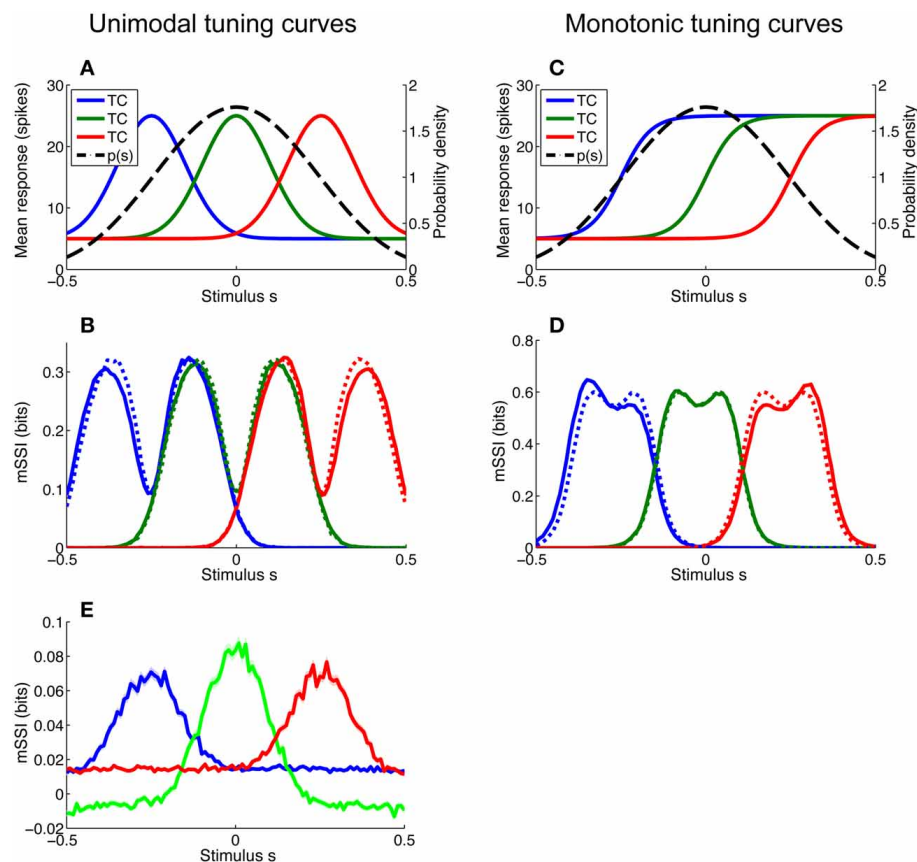 Unimodal tuning curves
Monotonic tuning curves
A
Mean response (spikes)
30
20
10
0
TC
TC
TC
p(s)
2
1.5
1
0.5
0
Probability density
−0.5
0
0.5
Stimulus s
C
Mean response (spikes)
30
20
10
0
TC
TC
TC
p(s)
2
1.5
1
0.5
0
Probability density
−0.5
0
0.5
Stimulus s
B
mSSI (bits)
0.3
0.2
0.1
0
−0.5
0
0.5
Stimulus s
D
mSSI (bits)
0.8
0.6
0.4
0.2
0
−0.5
0
0.5
Stimulus s
E
mSSI (bits)
0.1
0.08
0.06
0.04
0.02
0
−0.02
−0.5
0
0.5
Stimulus s